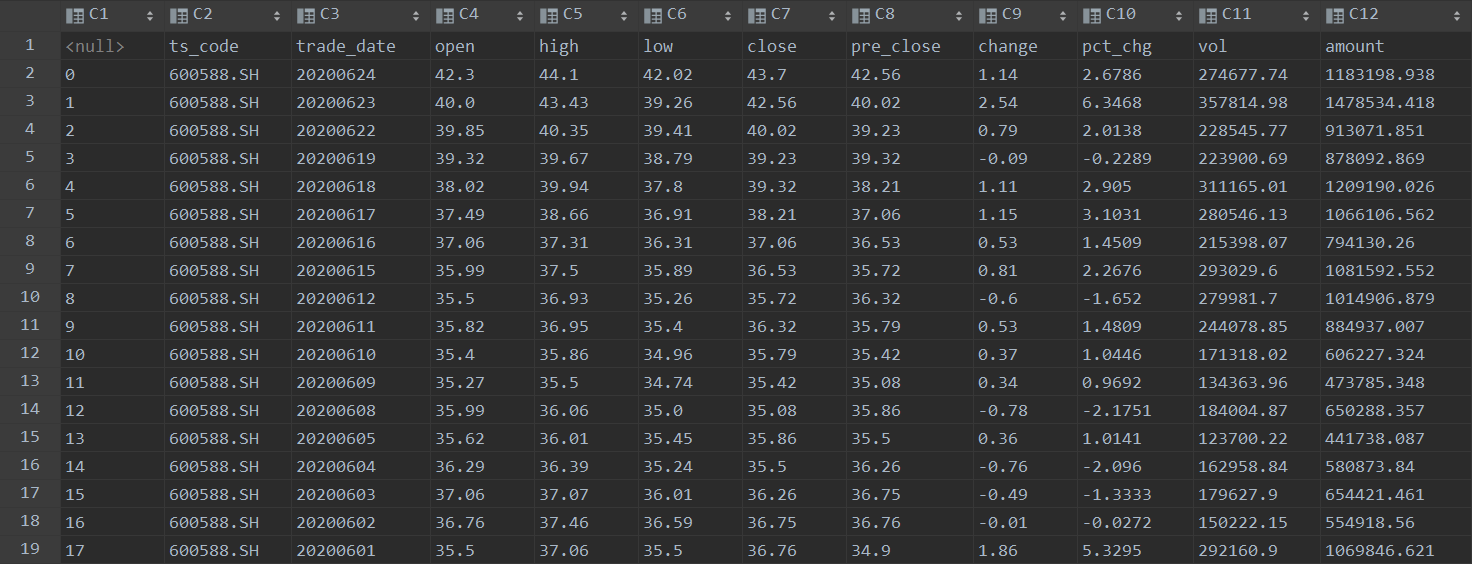 C1 C2 C3 C4 C5 C6 C7 C8 C9 C10 C11 C12
1 <null> ts_code trade_date open high low close pre_close change pct_chg vol amount
2 0 600588.SH 20200624 42.3 44.1 42.02 43.7 42.56 1.14 2.6786 274677.74 1183198.938
3 1 600588.SH 20200623 40.0 43.43 39.26 42.56 40.02 2.54 6.3468 357814.98 1478534.418
4 2 600588.SH 20200622 39.85 40.35 39.41 40.02 39.23 0.79 2.0138 228545.77 913071.851
5 3 600588.SH 20200619 39.32 39.67 38.79 39.23 39.32 -0.09 -0.2289 223900.69 878092.869
6 4 600588.SH 20200618 38.02 39.94 37.8 39.32 38.21 1.11 2.905 311165.01 1209190.026
7 5 600588.SH 20200617 37.49 38.66 36.91 38.21 37.06 1.15 3.1031 280546.13 1066106.562
8 6 600588.SH 20200616 37.06 37.31 36.31 37.06 36.53 0.53 1.4509 215398.07 794130.26
9 7 600588.SH 20200615 35.99 37.5 35.89 36.53 35.72 0.81 2.2676 293029.6 1081592.552
10 8 600588.SH 20200612 35.5 36.93 35.26 35.72 36.32 -0.6 -1.652 279981.7 1014906.879
11 9 600588.SH 20200611 35.82 36.95 35.4 36.32 35.79 0.53 1.4809 244078.85 884937.007
12 10 600588.SH 20200610 35.4 35.86 34.96 35.79 35.42 0.37 1.0446 171318.02 606227.324
13 11 600588.SH 20200609 35.27 35.5 34.74 35.42 35.08 0.34 0.9692 134363.96 473785.348
14 12 600588.SH 20200608 35.99 36.06 35.0 35.08 35.86 -0.78 -2.1751 184004.87 650288.357
15 13 600588.SH 20200605 35.62 36.01 35.45 35.86 35.5 0.36 1.0141 123700.22 441738.087
16 14 600588.SH 20200604 36.29 36.39 35.24 35.5 36.26 -0.76 -2.096 162958.84 580873.84
17 15 600588.SH 20200603 37.06 37.07 36.01 36.26 36.75 -0.49 -1.3333 179627.9 654421.461
18 16 600588.SH 20200602 36.76 37.46 36.59 36.75 36.76 -0.01 -0.0272 150222.15 554918.56
19 17 600588.SH 20200601 35.5 37.06 35.5 36.76 34.9 1.86 5.3295 292160.9 1069846.621